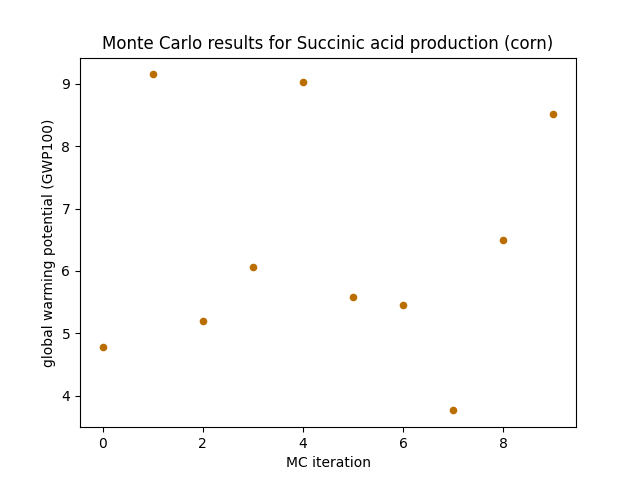 Monte Carlo results for Succinic acid production (corn)
global warming potential (GWP100)
9
8
7
6
5
4
0 2 4 6 8
MC iteration